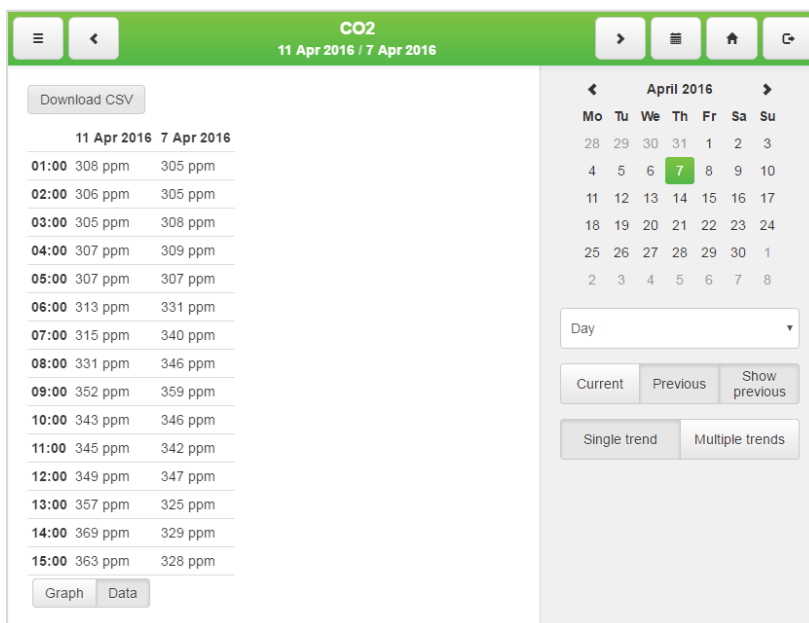 CO2
11 Apr 2016 / 7 Apr 2016
Download CSV
11 Apr 2016 7 Apr 2016
01:00 308 ppm 305 ppm
02:00 306 ppm 305 ppm
03:00 305 ppm 308 ppm
04:00 307 ppm 309 ppm
05:00 307 ppm 307 ppm
06:00 313 ppm 331 ppm
07:00 315 ppm 340 ppm
08:00 331 ppm 346 ppm
09:00 352 ppm 359 ppm
10:00 343 ppm 346 ppm
11:00 345 ppm 342 ppm
12:00 349 ppm 347 ppm
13:00 357 ppm 325 ppm
14:00 369 ppm 329 ppm
15:00 363 ppm 328 ppm
Graph Data
April 2016
Mo Tu We Th Fr Sa Su
28 29 30 31 1 2 3
4 5 6 7 8 9 10
11 12 13 14 15 16 17
18 19 20 21 22 23 24
25 26 27 28 29 30 1
2 3 4 5 6 7 8
Day
Current Previous Show previous
Single trend Multiple trends